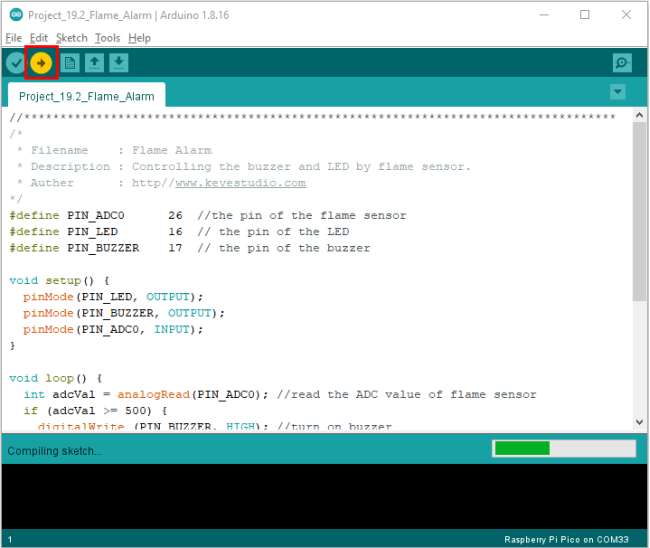 Project_19.2_Flame_Alarm | Arduino 1.8.16
File Edit Sketch Tools Help
Project_19.2_Flame_Alarm
//**********************************************************************************
/*
 * Filename    : Flame Alarm
 * Description : Controlling the buzzer and LED by flame sensor.
 * Auther      : http//www.keyestudio.com
*/
#define PIN_ADC0      26  //the pin of the flame sensor
#define PIN_LED       16  // the pin of the LED
#define PIN_BUZZER    17  // the pin of the buzzer
void setup() {
  pinMode(PIN_LED, OUTPUT);
  pinMode(PIN_BUZZER, OUTPUT);
  pinMode(PIN_ADC0, INPUT);
}
void loop() {
  int adcVal = analogRead(PIN_ADC0); //read the ADC value of flame sensor
  if (adcVal >= 500) {
    digitalWrite (PIN_BUZZER, HIGH); //turn on buzzer
Compiling sketch...
1 Raspberry Pi Pico on COM33